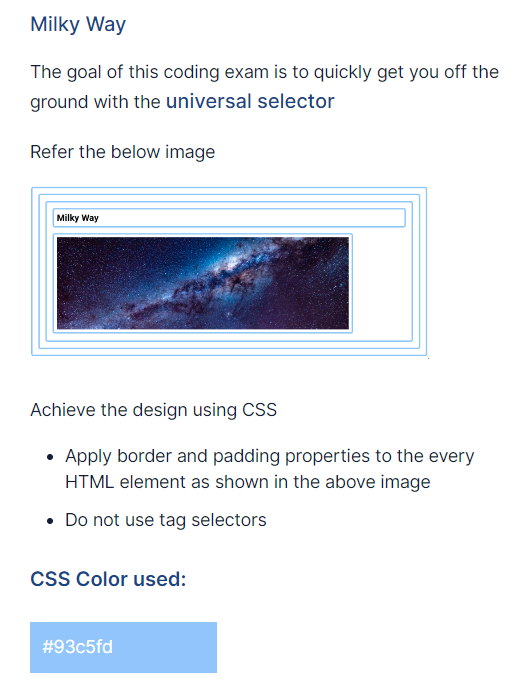 Milky Way
The goal of this coding exam is to quickly get you off the
ground with the universal selector
Refer the below image
Milky Way
Achieve the design using CSS
• Apply border and padding properties to the every
HTML element as shown in the above image
• Do not use tag selectors
CSS Color used:
#93c5fd